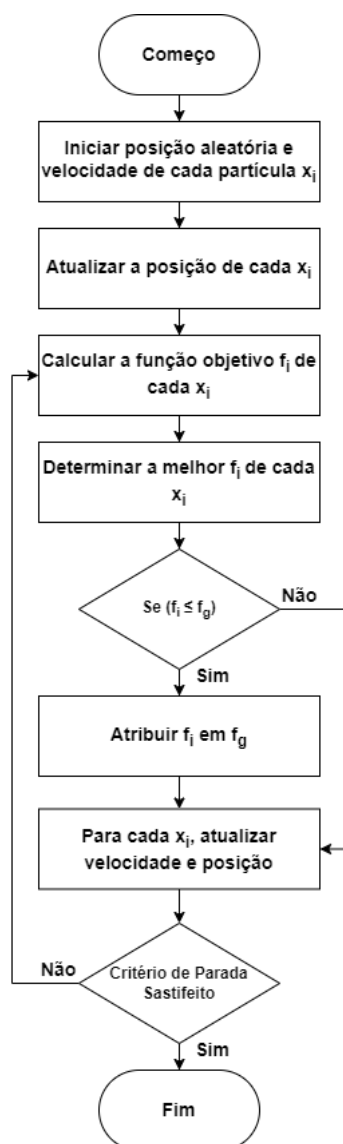 Começo
Iniciar posição aleatória e
velocidade de cada partícula xᵢ
Atualizar a posição de cada xᵢ
Calcular a função objetivo fᵢ de
cada xᵢ
Determinar a melhor fᵢ de cada
xᵢ
Se (fᵢ ≤ f_g)
Não
Sim
Atribuir fᵢ em f_g
Para cada xᵢ, atualizar
velocidade e posição
Não
Critério de Parada
Sastifeito
Sim
Fim